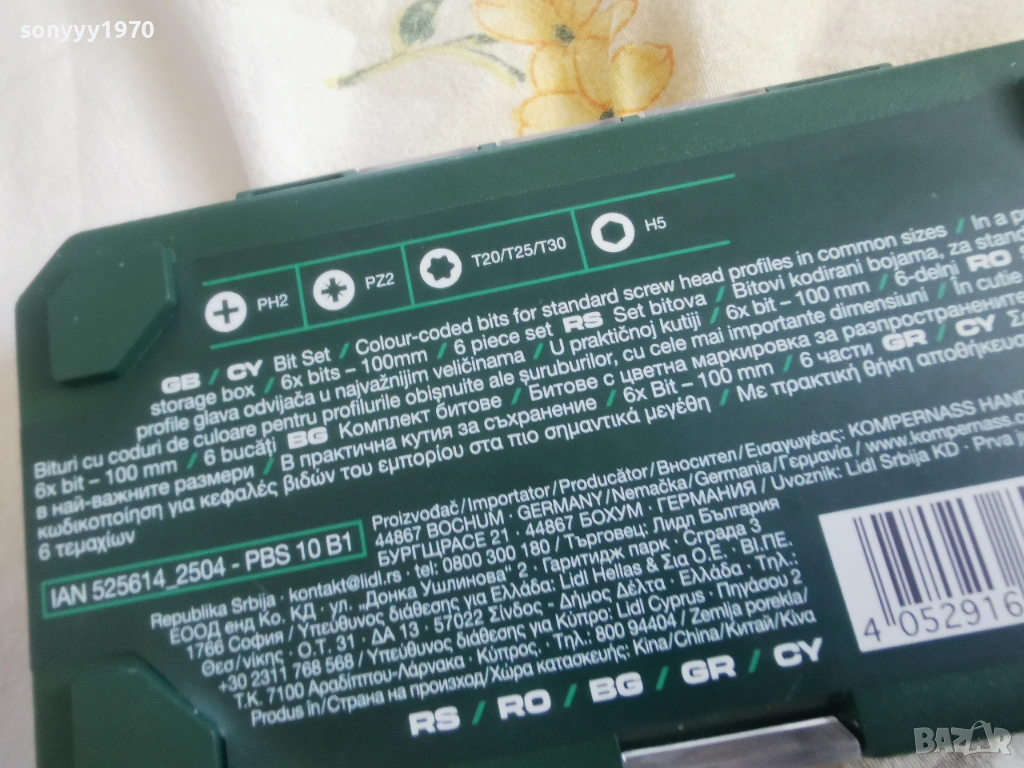 sonyyy1970
PH2 PZ2 T20/T25/T30 H5
GB / CY Bit Set / Colour-coded bits for standard screw head profiles in common sizes / In a
storage box / 6x bits – 100mm / 6 piece set RS Set bitova / Bitovi kodirani bojama, za
profile glava odvijača u najvažnijim veličinama / U praktičnoj kutiji / 6x bit – 100 mm / 6-delni RO
Bituri cu coduri de culoare pentru profilurile obișnuite ale șuruburilor, cu cele mai importante dimensiuni / În cutie
6x bit – 100 mm / 6 bucăți BG Комплект битове / Битове с цветна маркировка за разпространените
в най-важните размери / В практична кутия за съхранение / 6x Bit – 100 mm / 6 части GR / CY
κωδικοποίηση για κεφαλές βιδών του εμπορίου στα πιο σημαντικά μεγέθη / Με πρακτική θήκη
6 τεμαχίων
IAN 525614_2504 - PBS 10 B1
Proizvođač/Importator/Producător/Вносител/Εισαγωγέας: KOMPERNASS
44867 BOCHUM · GERMANY/Nemačka/Germania/Γερμανία / www.kompernass.
БУРГЩРАСЕ 21 · 44867 БОХУМ · ГЕРМАНИЯ / Uvoznik: Lidl Srbija KD · Prva
Republika Srbija · kontakt@lidl.rs · tel: 0800 300 180 / Търговец: Лидл България
ЕООД енд Ко. КД · ул. „Донка Ушлинова“ 2 · Гаритидж парк · Сграда 3
1766 София / Υπεύθυνος διάθεσης για Ελλάδα: Lidl Hellas & Σια Ο.Ε. · ΒΙ.ΠΕ.
Θεσ/νίκης · Ο.Τ. 31 · ΔΑ 13 · 57022 Σίνδος - Δήμος Δέλτα · Ελλάδα · Τηλ.:
+30 2311 768 568 / Υπεύθυνος διάθεσης για Κύπρο: Lidl Cyprus · Πηγάσου 2
Τ.Κ. 7100 Αραδίππου-Λάρνακα · Κύπρος. · Τηλ.: 800 94404 / Zemlja porekla/
Produs in/Страна на произход/Χώρα κατασκευής: Kina/China/Китай/Κίνα
RS / RO / BG / GR / CY
4 052916
BAZAR